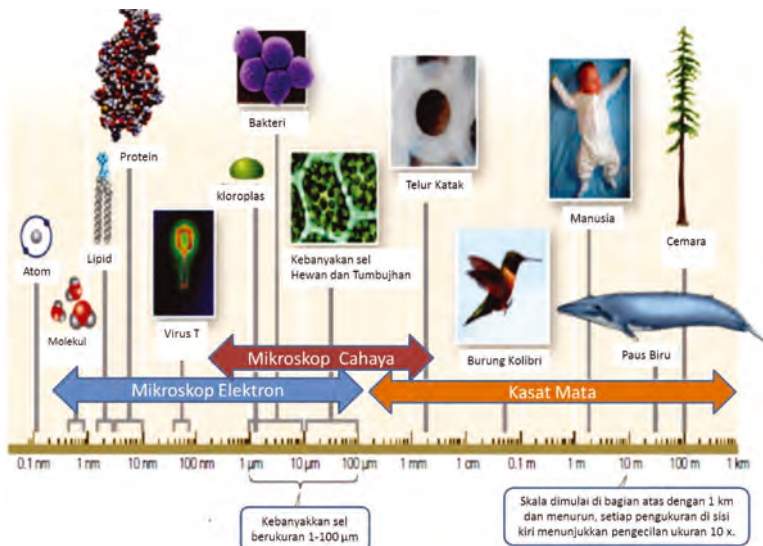 Protein
Bakteri
kloroplas
Telur Katak
Manusia
Cemara
Atom
Lipid
Kebanyakan sel
Hewan dan Tumbujhan
Molekul
Virus T
Burung Kolibri
Paus Biru
Mikroskop Cahaya
Mikroskop Elektron
Kasat Mata
0.1 nm 1 nm 10 nm 100 nm 1 µm 10 µm 100 µm 1 mm 1 cm 0.1 m 1 m 10 m 100 m 1 km
Kebanyakkan sel
berukuran 1-100 µm
Skala dimulai di bagian atas dengan 1 km
dan menurun, setiap pengukuran di sisi
kiri menunjukkan pengecilan ukuran 10 x.